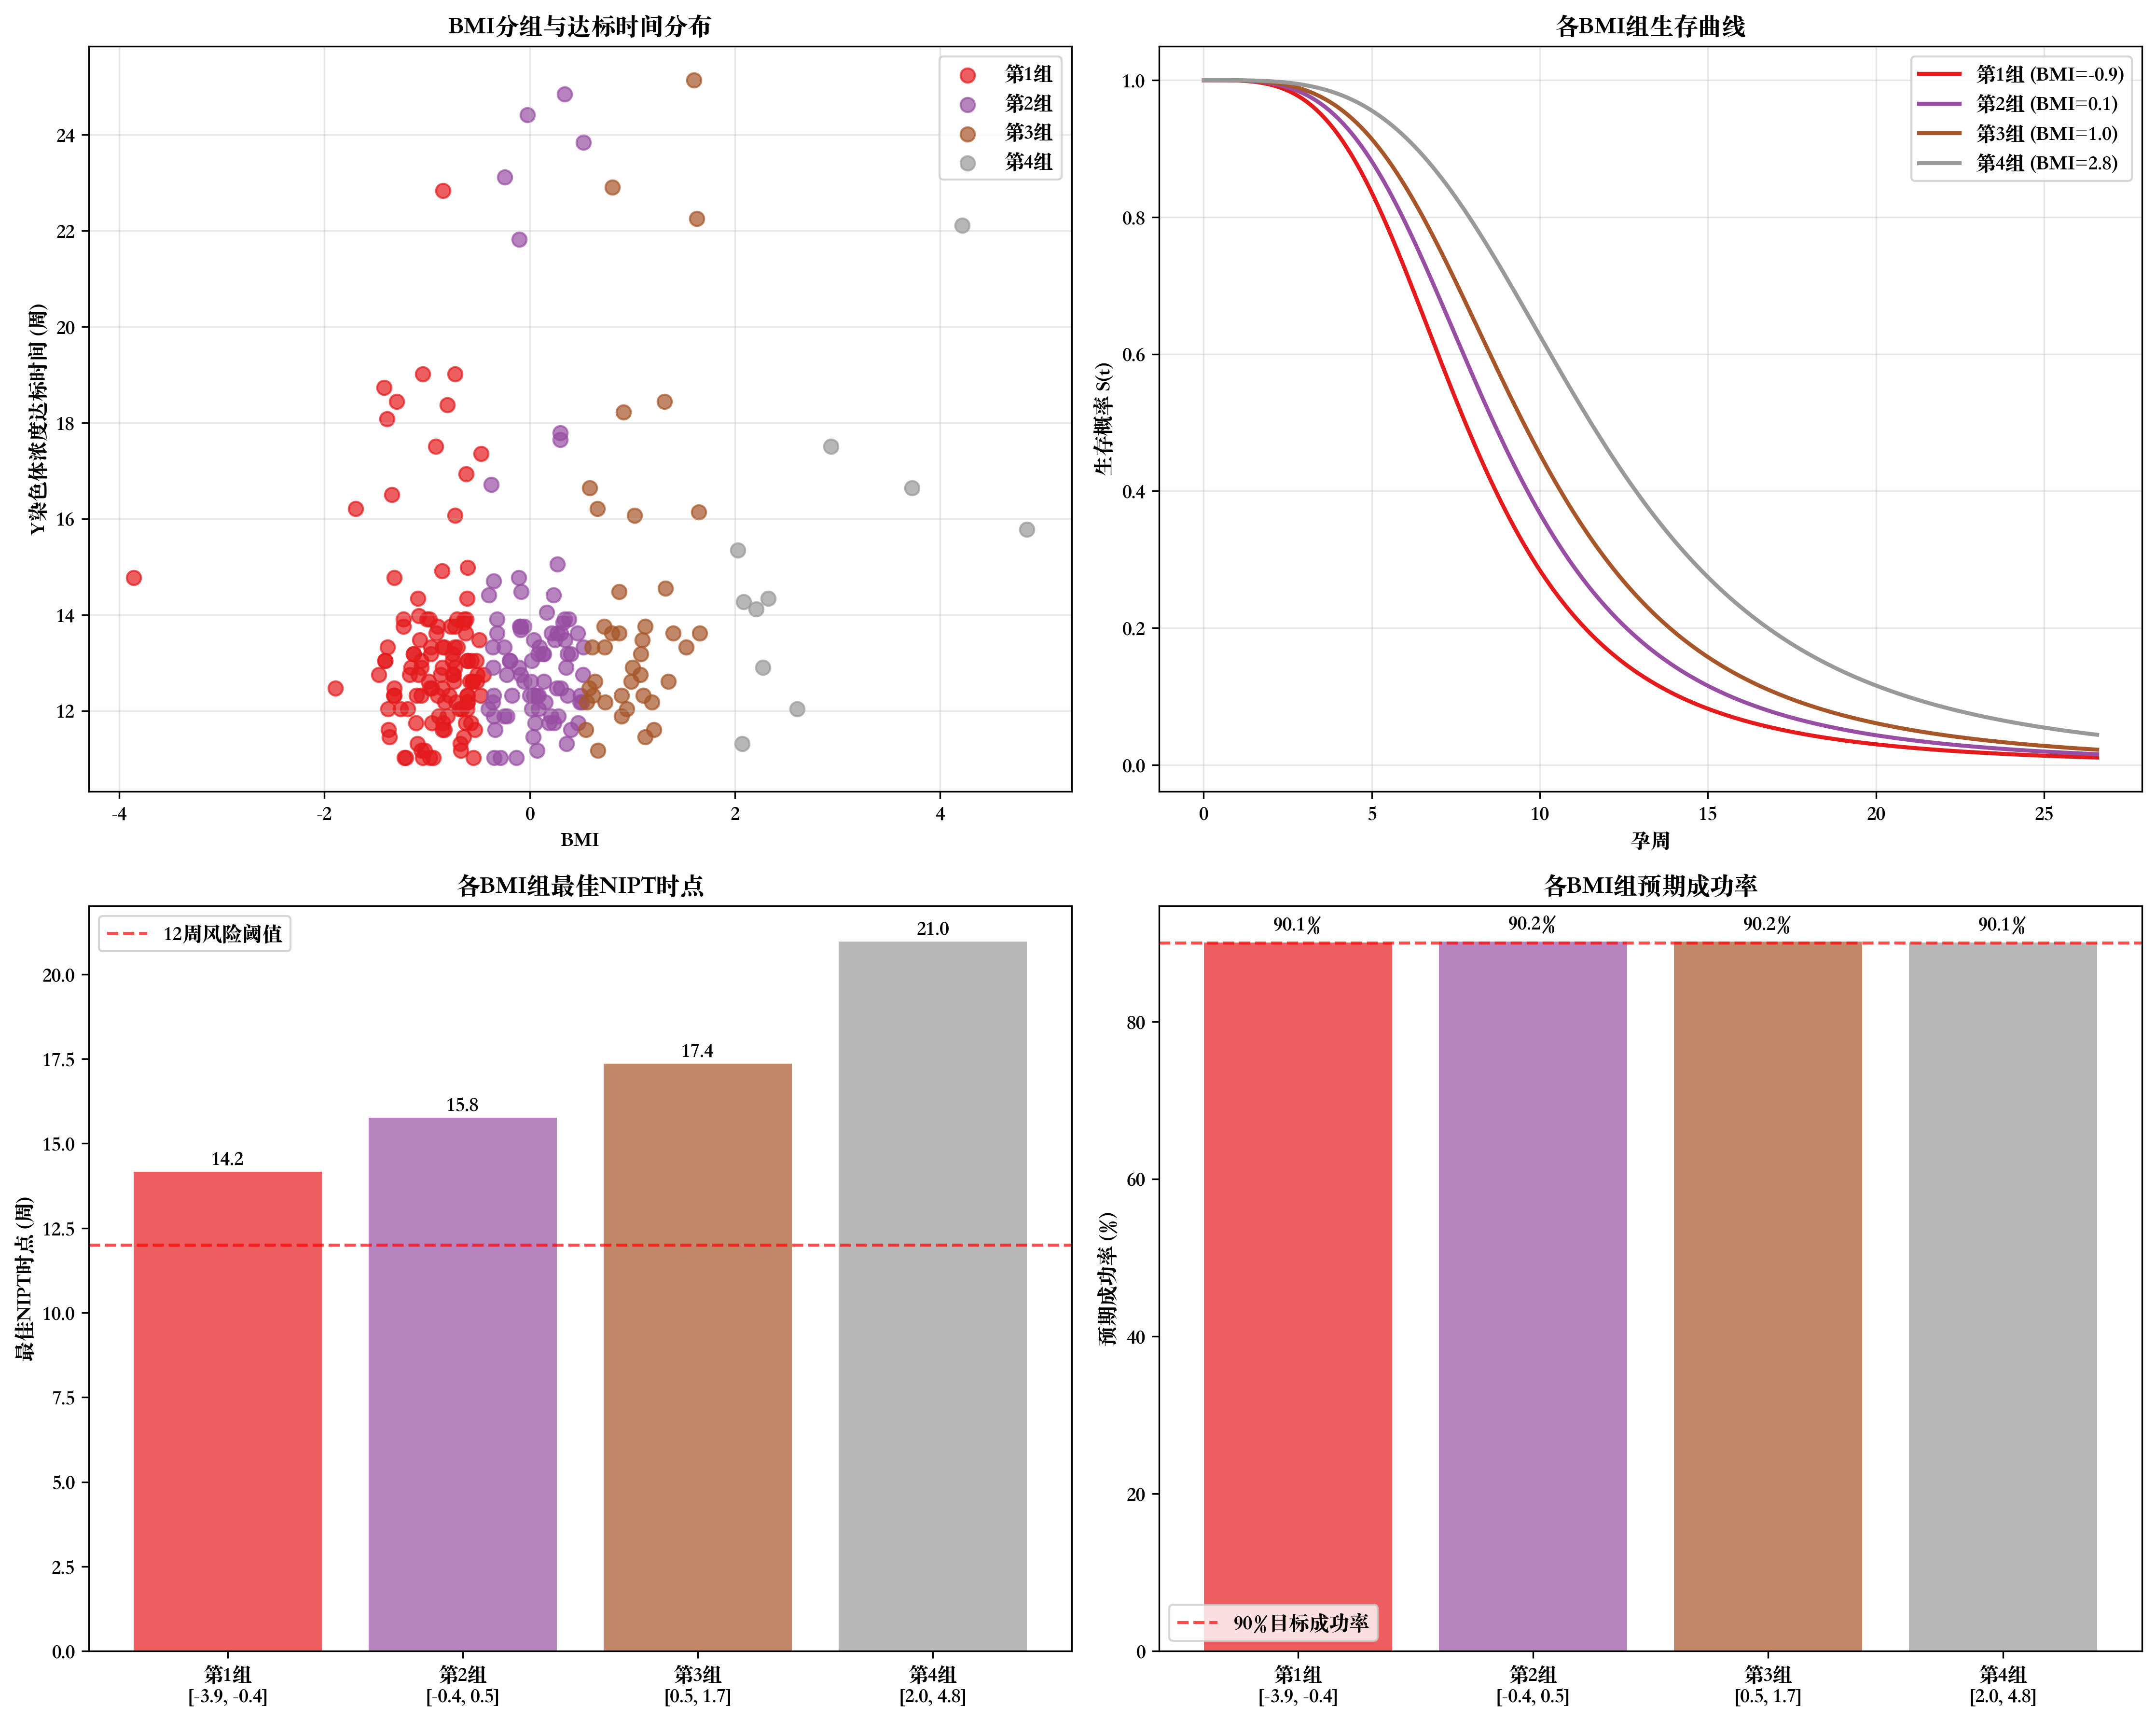 BMI分组与达标时间分布
Y染色体浓度达标时间 (周)
24
22
20
18
16
14
12
第1组
第2组
第3组
第4组
-4
-2
0
2
4
BMI
各BMI组生存曲线
生存概率 S(t)
1.0
0.8
0.6
0.4
0.2
0.0
第1组 (BMI=-0.9)
第2组 (BMI=0.1)
第3组 (BMI=1.0)
第4组 (BMI=2.8)
0
5
10
15
20
25
孕周
各BMI组最佳NIPT时点
最佳NIPT时点 (周)
12周风险阈值
20.0
17.5
15.0
12.5
10.0
7.5
5.0
2.5
0.0
14.2
15.8
17.4
21.0
第1组
[-3.9, -0.4]
第2组
[-0.4, 0.5]
第3组
[0.5, 1.7]
第4组
[2.0, 4.8]
各BMI组预期成功率
预期成功率 (%)
90.1%
90.2%
90.2%
90.1%
80
60
40
20
0
90%目标成功率
第1组
[-3.9, -0.4]
第2组
[-0.4, 0.5]
第3组
[0.5, 1.7]
第4组
[2.0, 4.8]